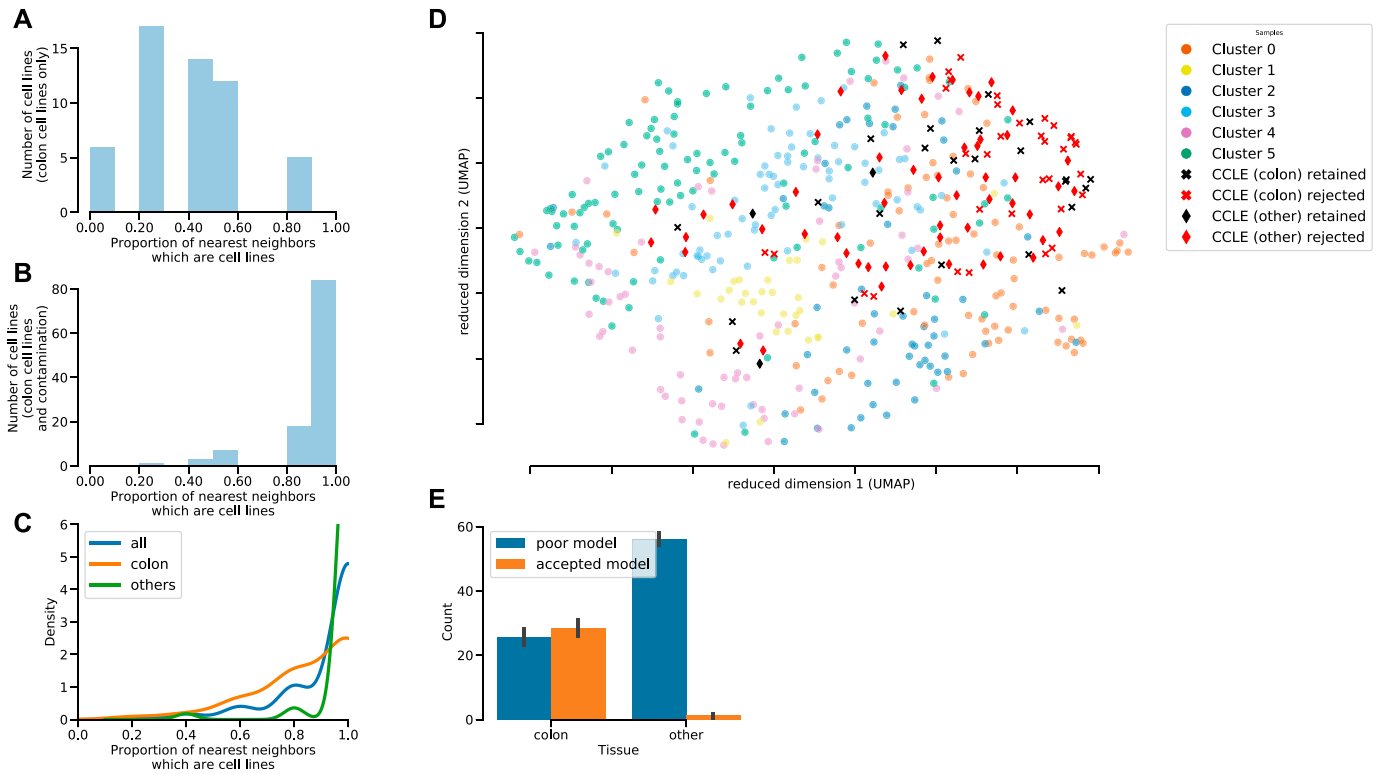 A
Number of cell lines
(colon cell lines only)
15
10
5
0
0.00 0.20 0.40 0.60 0.80 1.00
Proportion of nearest neighbors
which are cell lines
B
Number of cell lines
(colont cell lines
and contamination)
80
60
40
20
0
0.00 0.20 0.40 0.60 0.80 1.00
Proportion of nearest neighbors
which are cell lines
C
Density
6
5
4
3
2
1
0
all
colon
others
0.0 0.2 0.4 0.6 0.8 1.0
Proportion of nearest neighbors
which are cell lines
D
reduced dimension 2 (UMAP)
reduced dimension 1 (UMAP)
Samples
Cluster 0
Cluster 1
Cluster 2
Cluster 3
Cluster 4
Cluster 5
CCLE (colon) retained
CCLE (colon) rejected
CCLE (other) retained
CCLE (other) rejected
E
Count
60
40
20
0
poor model
accepted model
colon other
Tissue